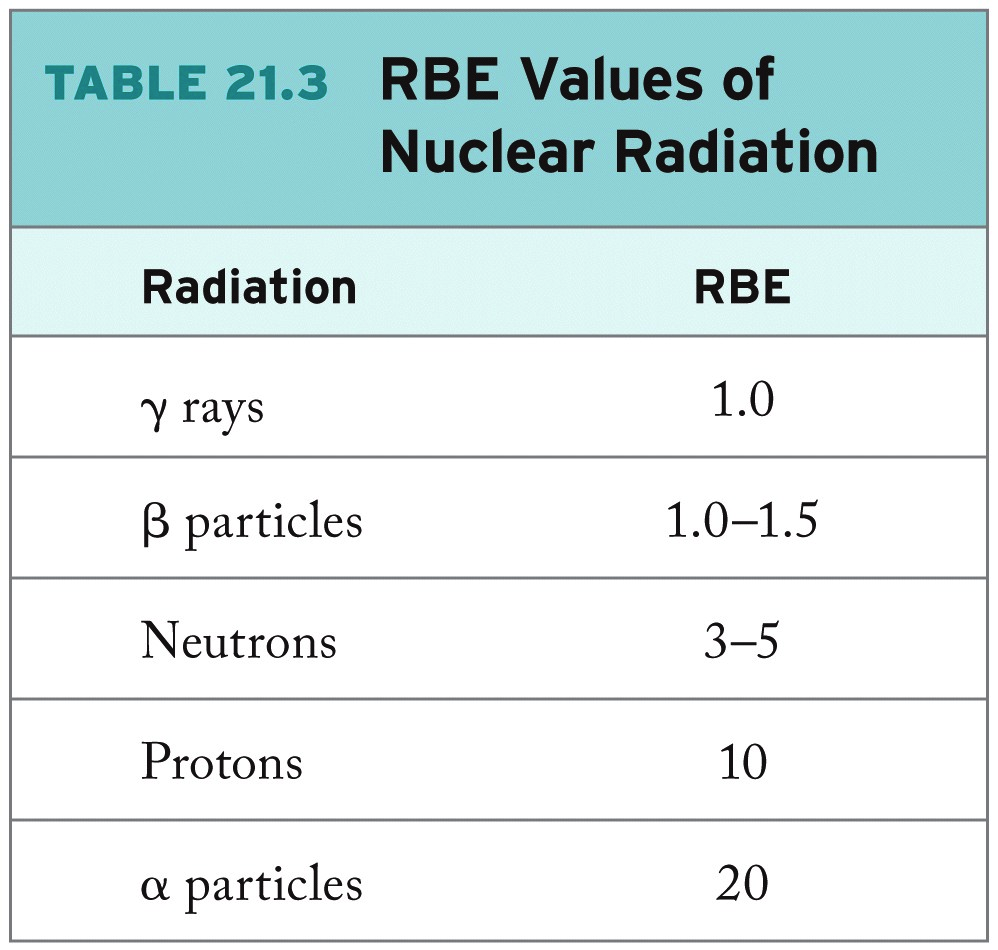 TABLE 21.3 RBE Values of
Nuclear Radiation
Radiation RBE
γ rays 1.0
β particles 1.0–1.5
Neutrons 3–5
Protons 10
α particles 20